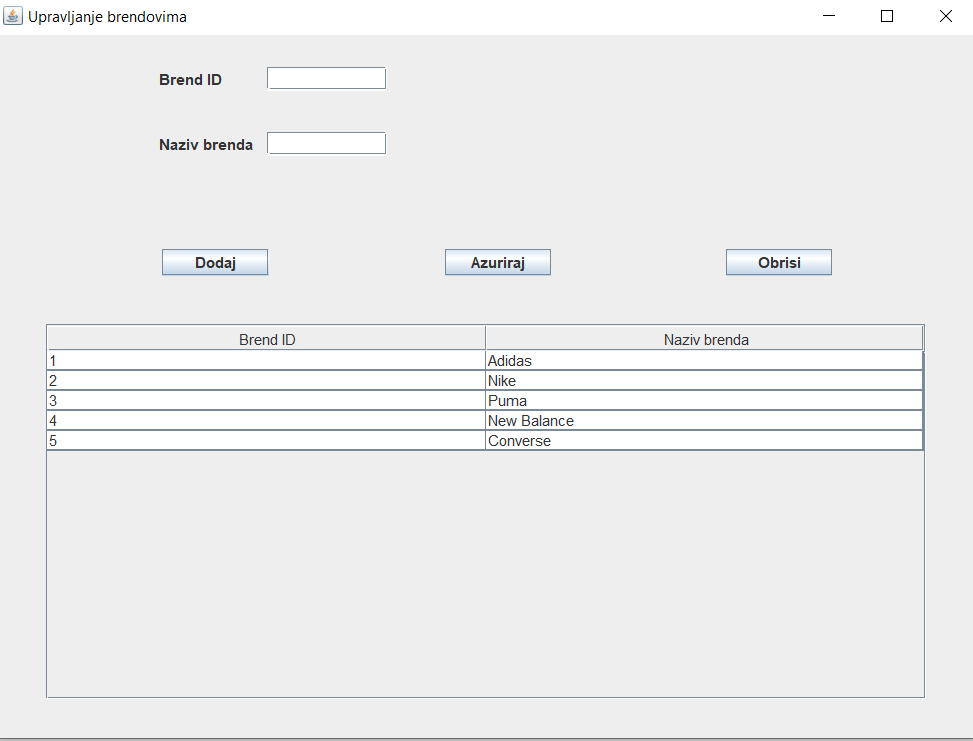 Upravljanje brendovima
Brend ID
Naziv brenda
Dodaj Azuriraj Obrisi
Brend ID Naziv brenda
1 Adidas
2 Nike
3 Puma
4 New Balance
5 Converse